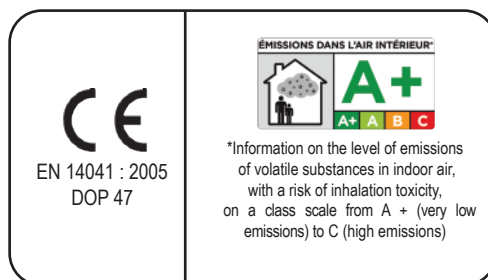 CE
EN 14041 : 2005
DOP 47
ÉMISSIONS DANS L'AIR INTÉRIEUR*
A+
A+ A B C
*Information on the level of emissions
of volatile substances in indoor air,
with a risk of inhalation toxicity,
on a class scale from A + (very low
emissions) to C (high emissions)